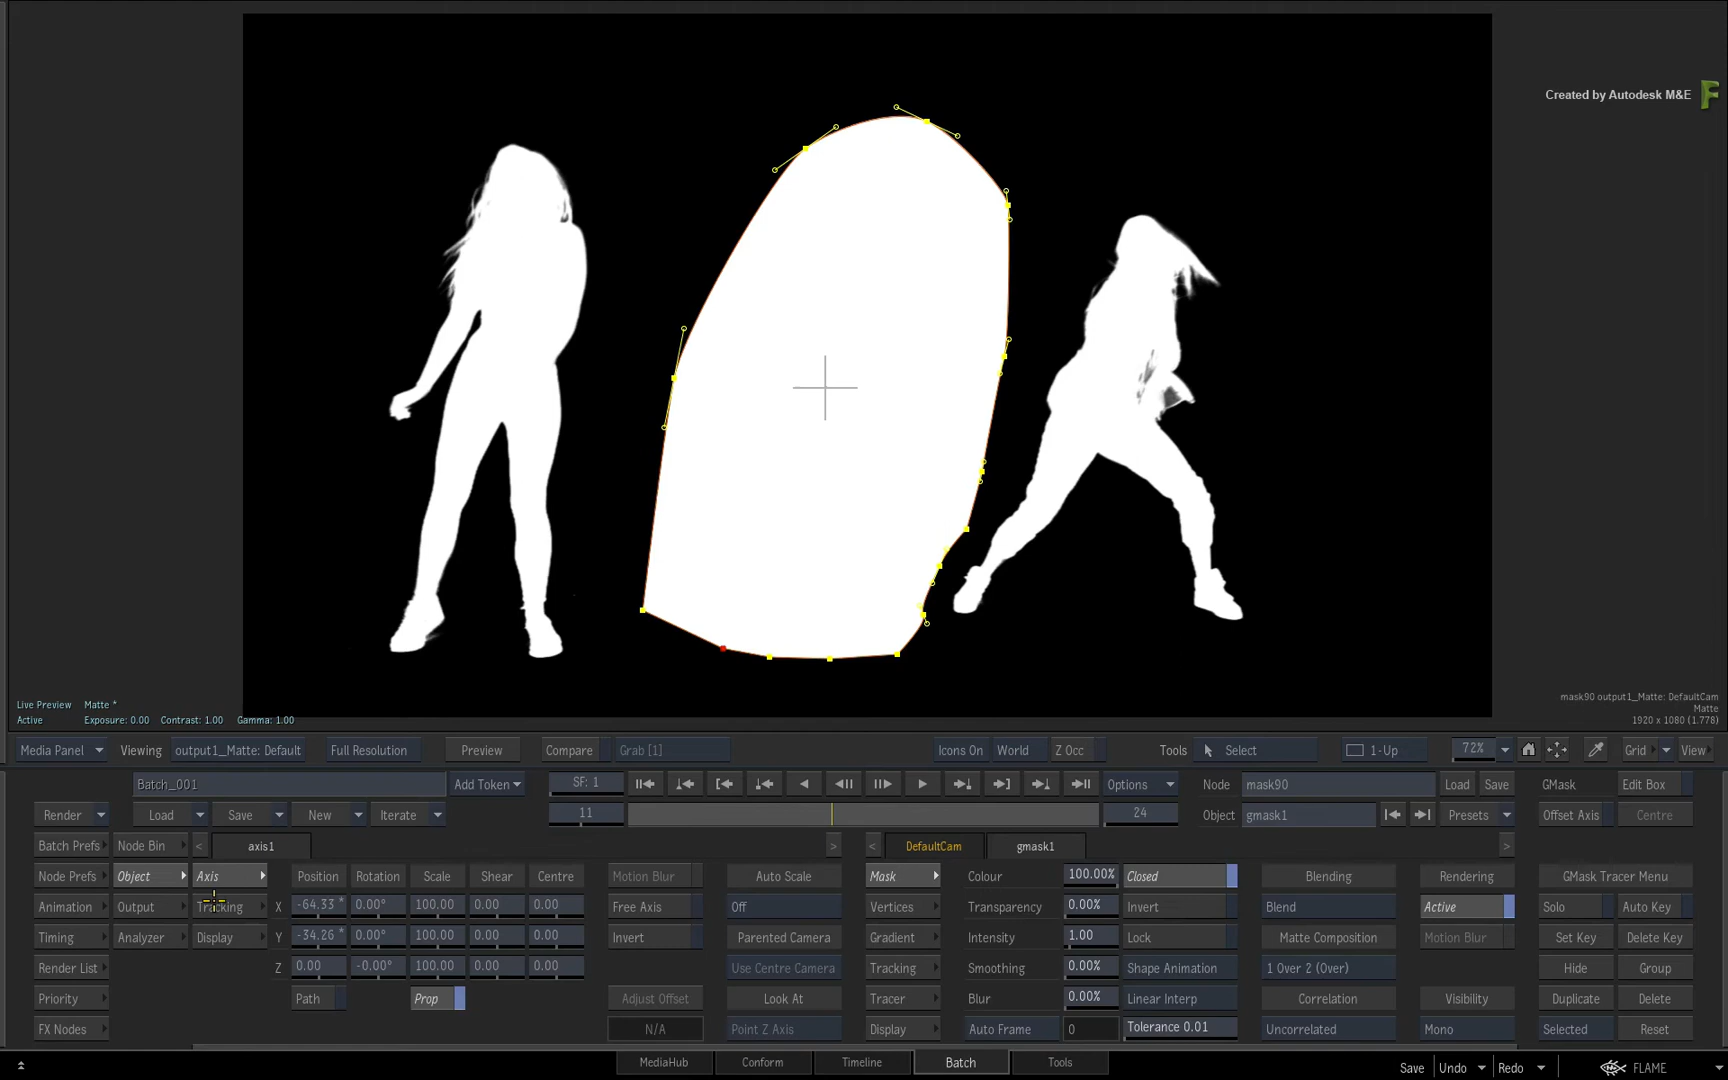 Created by Autodesk M&E
mask90 output1_Matte: DefaultCam
Live Preview Matte * Matte
Active Exposure: 0.00 Contrast: 1.00 Gamma: 1.00 1920 x 1080 (1.778)
Media Panel Viewing output1_Matte: Default Full Resolution Preview Compare Grab [1] Icons On World Z Occ Tools Select 1-Up 72% Grid View
Batch_001 Add Token SF: 1 Options Node mask90 Load Save GMask Edit Box
Render Load Save New Iterate 11 24 Object gmask1 Presets Offset Axis Centre
Batch Prefs Node Bin < axis1 > < DefaultCam gmask1 >
Node Prefs Object Axis Position Rotation Scale Shear Centre Motion Blur Auto Scale Mask Colour 100.00% Closed Blending Rendering GMask Tracer Menu
Animation Output Tracking X -64.33 * 0.00° 100.00 0.00 0.00 Free Axis Off Vertices Transparency 0.00% Invert Blend Active Solo Auto Key
Timing Analyzer Display Y -34.26 * 0.00° 100.00 0.00 0.00 Invert Parented Camera Gradient Intensity 1.00 Lock Matte Composition Motion Blur Set Key Delete Key
Render List Z 0.00 -0.00° 100.00 0.00 0.00 Use Centre Camera Tracking Smoothing 0.00% Shape Animation 1 Over 2 (Over) Hide Group
Priority Path Prop Adjust Offset Look At Tracer Blur 0.00% Linear Interp Correlation Visibility Duplicate Delete
FX Nodes N/A Point Z Axis Display Auto Frame 0 Tolerance 0.01 Uncorrelated Mono Selected Reset
MediaHub Conform Timeline Batch Tools
Save Undo Redo FLAME